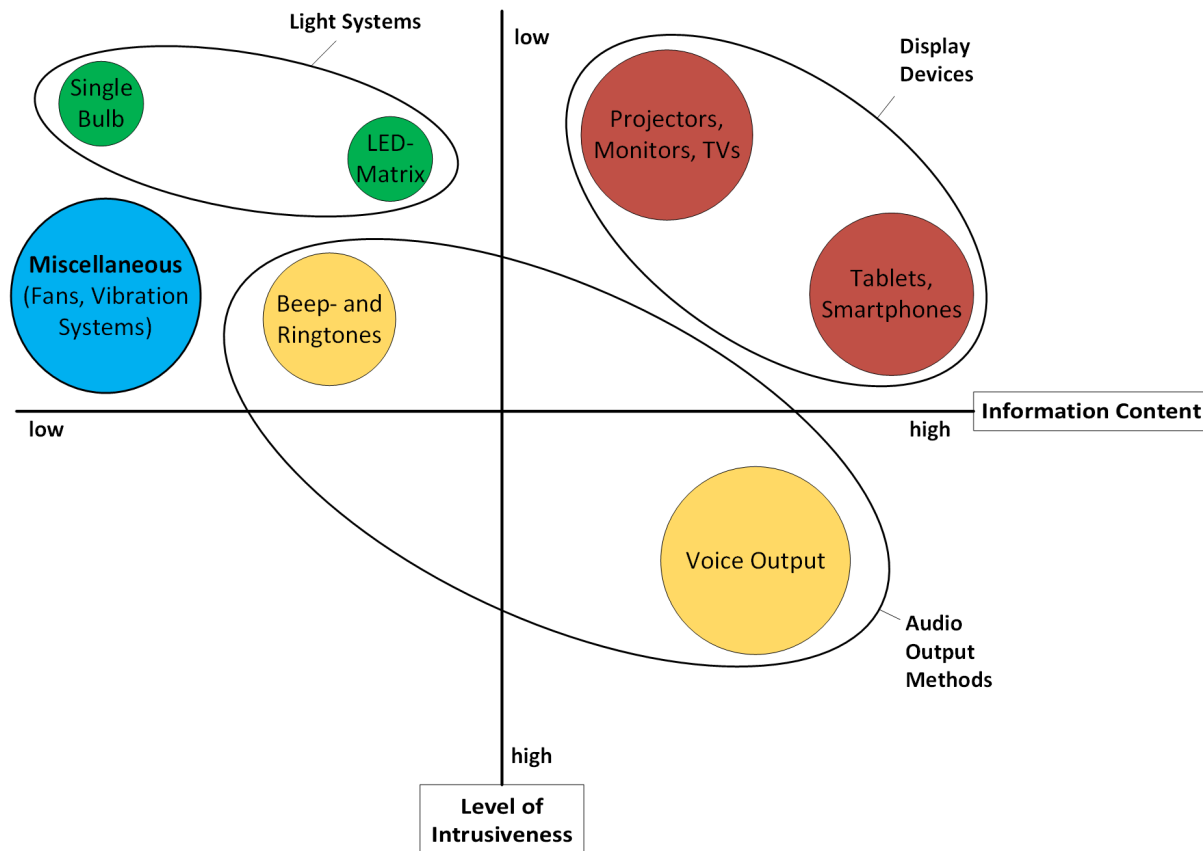 Light Systems
low
Display
Devices
Single
Bulb
LED-
Matrix
Projectors,
Monitors, TVs
Miscellaneous
(Fans, Vibration
Systems)
Beep- and
Ringtones
Tablets,
Smartphones
low
high
Information Content
Voice Output
Audio
Output
Methods
high
Level of
Intrusiveness